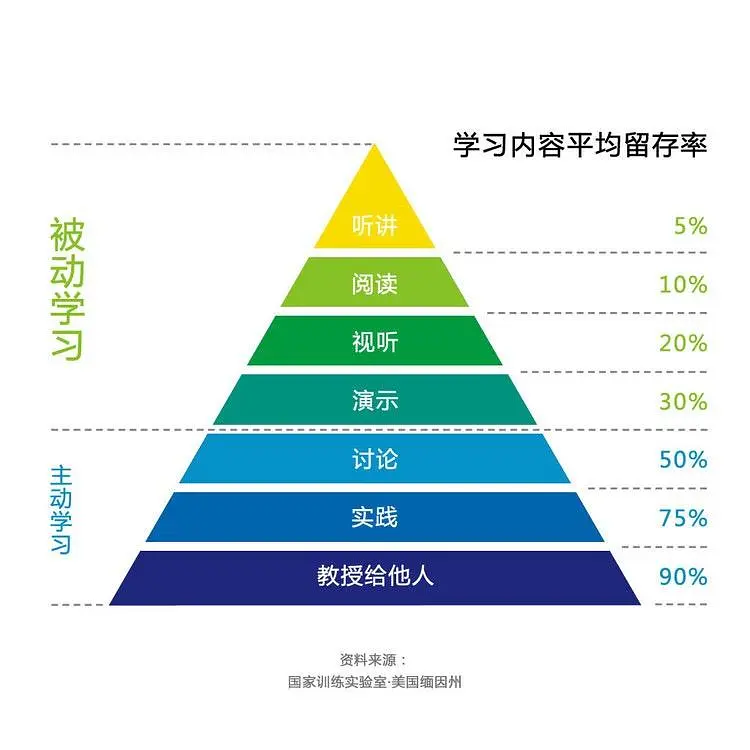 学习内容平均留存率
被动学习
听讲 5%
阅读 10%
视听 20%
演示 30%
主动学习
讨论 50%
实践 75%
教授给他人 90%
资料来源：
国家训练实验室·美国缅因州